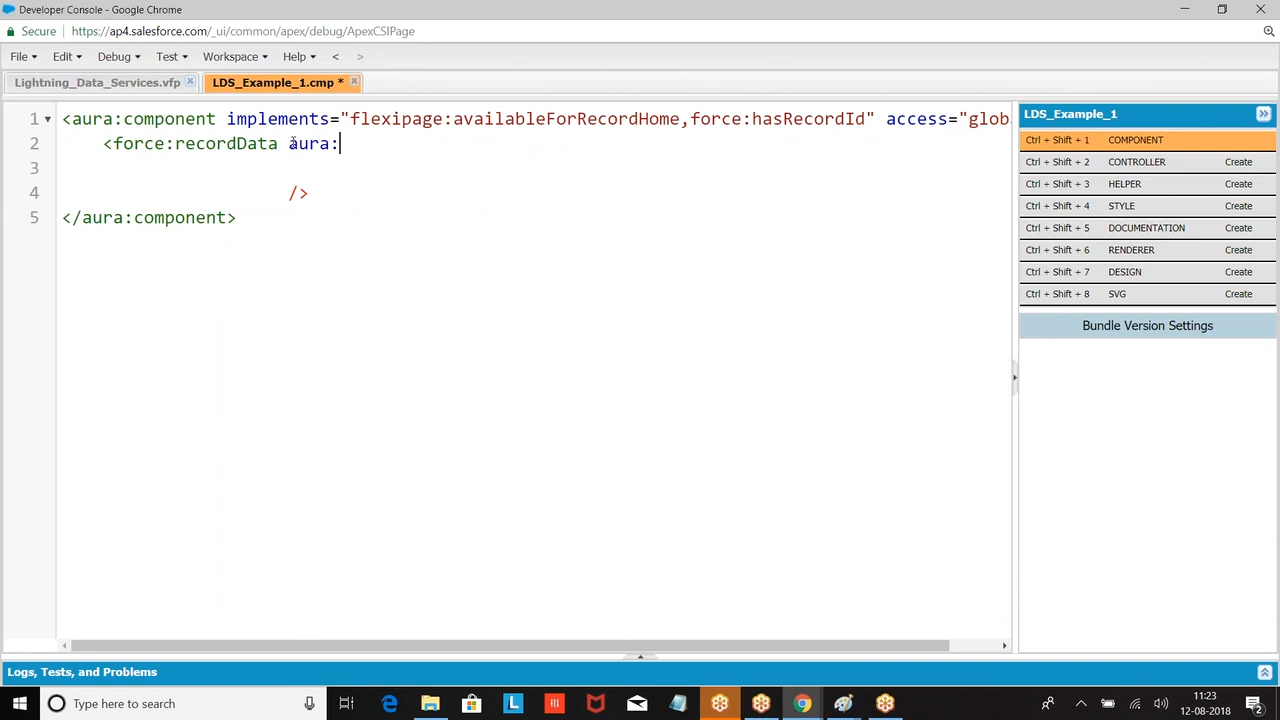 Developer Console - Google Chrome
Secure https://ap4.salesforce.com/_ui/common/apex/debug/ApexCSIPage
File Edit Debug Test Workspace Help < >
Lightning_Data_Services.vfp LDS_Example_1.cmp *
1 <aura:component implements="flexipage:availableForRecordHome,force:hasRecordId" access="globa
2 <force:recordData aura:
3
4 />
5 </aura:component>
LDS_Example_1
Ctrl + Shift + 1 COMPONENT
Ctrl + Shift + 2 CONTROLLER Create
Ctrl + Shift + 3 HELPER Create
Ctrl + Shift + 4 STYLE Create
Ctrl + Shift + 5 DOCUMENTATION Create
Ctrl + Shift + 6 RENDERER Create
Ctrl + Shift + 7 DESIGN Create
Ctrl + Shift + 8 SVG Create
Bundle Version Settings
Logs, Tests, and Problems
Type here to search
11:23
12-08-2018
2